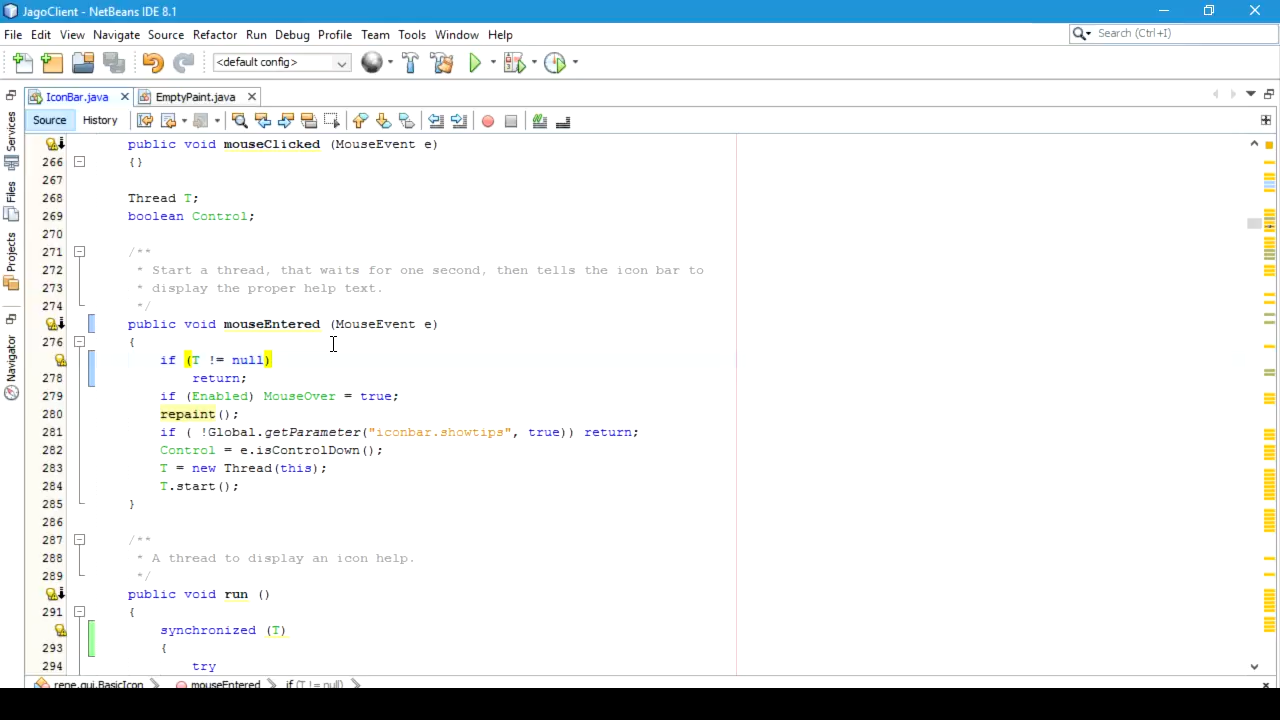 JagoClient - NetBeans IDE 8.1
File Edit View Navigate Source Refactor Run Debug Profile Team Tools Window Help
Search (Ctrl+I)
<default config>
IconBar.java
EmptyPaint.java
Source History
Services
Files
Projects
Navigator
public void mouseClicked (MouseEvent e)
266 {}
267
268 Thread T;
269 boolean Control;
270
271 /**
272 * Start a thread, that waits for one second, then tells the icon bar to
273 * display the proper help text.
274 */
public void mouseEntered (MouseEvent e)
276 {
if (T != null)
278 return;
279 if (Enabled) MouseOver = true;
280 repaint();
281 if ( !Global.getParameter("iconbar.showtips", true)) return;
282 Control = e.isControlDown();
283 T = new Thread(this);
284 T.start();
285 }
286
287 /**
288 * A thread to display an icon help.
289 */
public void run ()
291 {
synchronized (T)
293 {
294 try
rene.gui.BasicIcon mouseEntered if (T != null)